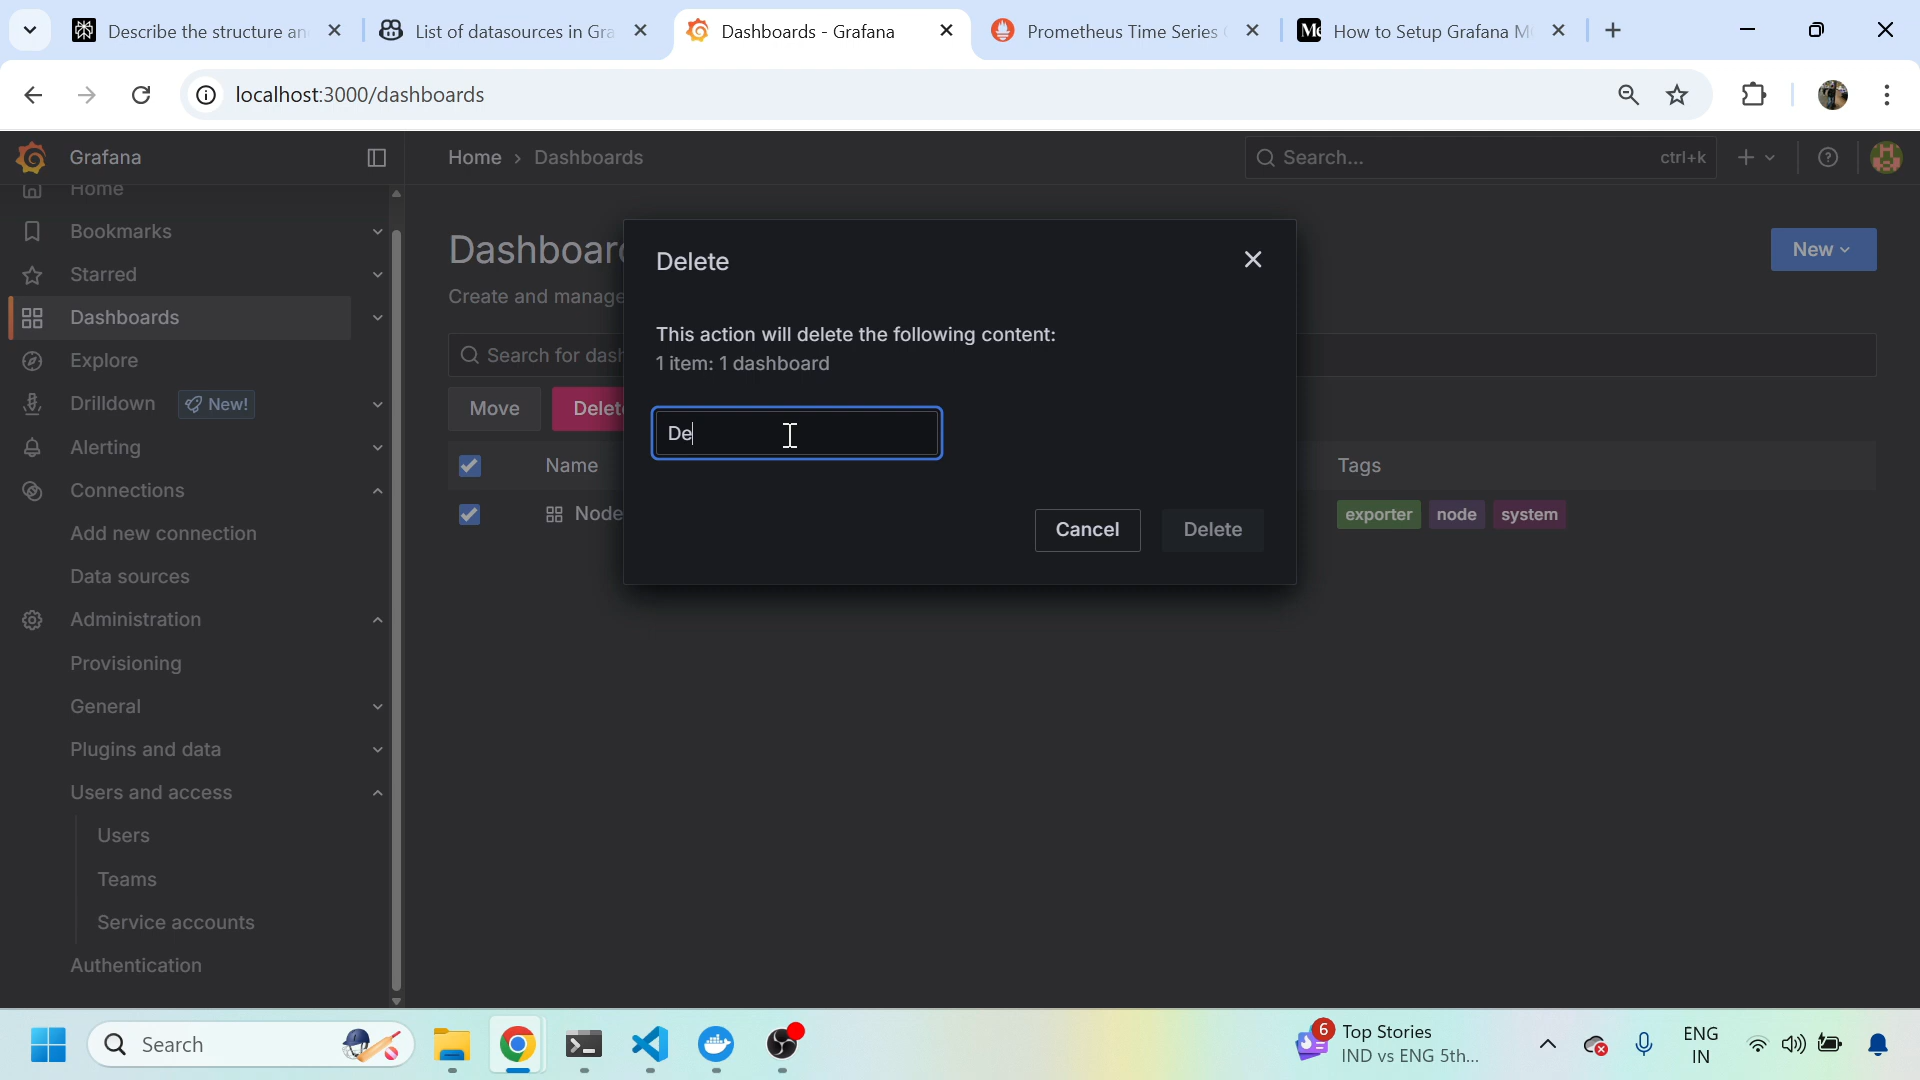 Describe the structure an
List of datasources in Gra
Dashboards - Grafana
Prometheus Time Series
How to Setup Grafana M
localhost:3000/dashboards
Grafana
Home › Dashboards
Search...
ctrl+k
Home
Bookmarks
Starred
Dashboards
Explore
Drilldown
New!
Alerting
Connections
Add new connection
Data sources
Administration
Provisioning
General
Plugins and data
Users and access
Users
Teams
Service accounts
Authentication
Dashboard
Create and manage
New
Search for dash
Move
Delete
Name
Tags
Node
exporter
node
system
Delete
This action will delete the following content:
1 item: 1 dashboard
De
Cancel
Delete
Search
6
Top Stories
IND vs ENG 5th...
ENG
IN